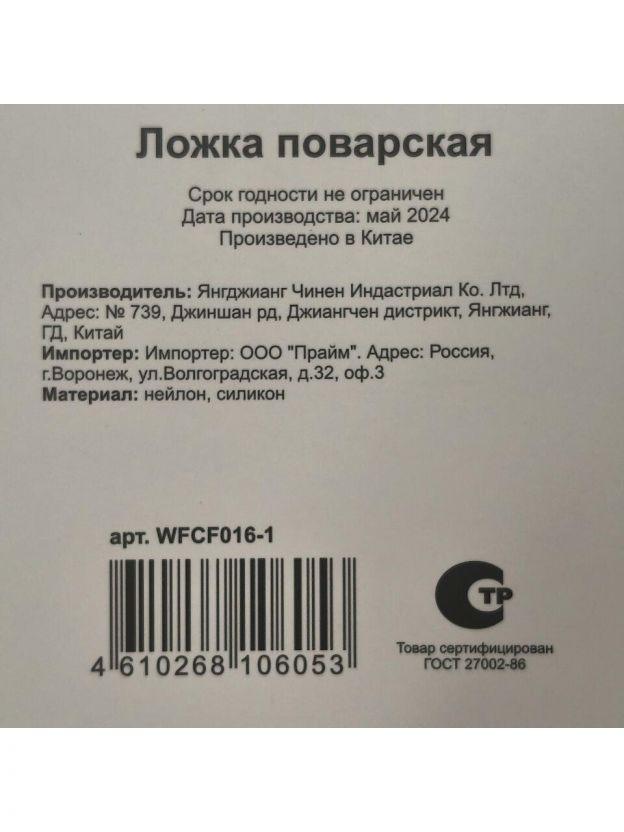 Ложка поварская
Срок годности не ограничен
Дата производства: май 2024
Произведено в Китае
Производитель: Янгджианг Чинен Индастриал Ко. Лтд,
Адрес: № 739, Джиншан рд, Джиангчен дистрикт, Янгжианг,
ГД, Китай
Импортер: Импортер: ООО "Прайм". Адрес: Россия,
г.Воронеж, ул.Волгоградская, д.32, оф.3
Материал: нейлон, силикон
арт. WFCF016-1
4 610268 106053
СТР
Товар сертифицирован
ГОСТ 27002-86